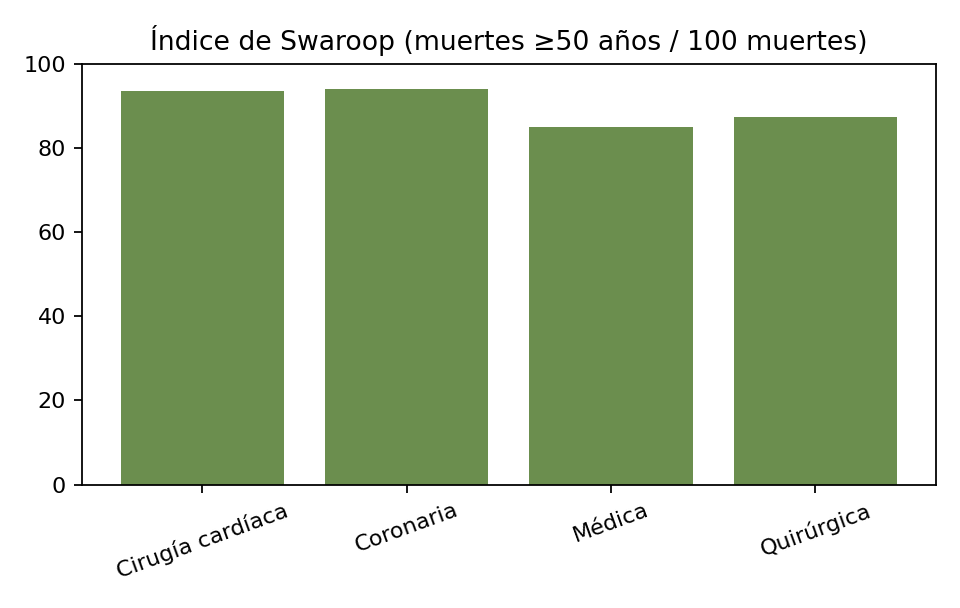 Índice de Swaroop (muertes ≥50 años / 100 muertes)
100
80
60
40
20
0
Cirugía cardíaca
Coronaria
Médica
Quirúrgica